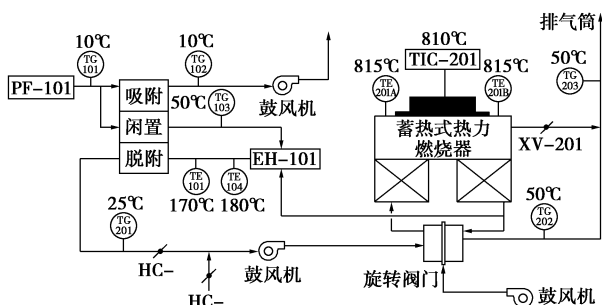 排气筒
10℃
10℃
810℃
50℃
TG
101
TG
102
TIC-201
815℃
815℃
TG
203
PF-101
吸附
50℃
TG
103
鼓风机
TE
201A
TE
201B
闲置
蓄热式热力
燃烧器
XV-201
脱附
EH-101
TE
101
TE
104
170℃
180℃
25℃
50℃
TG
201
TG
202
HC-
鼓风机
旋转阀门
HC-
鼓风机